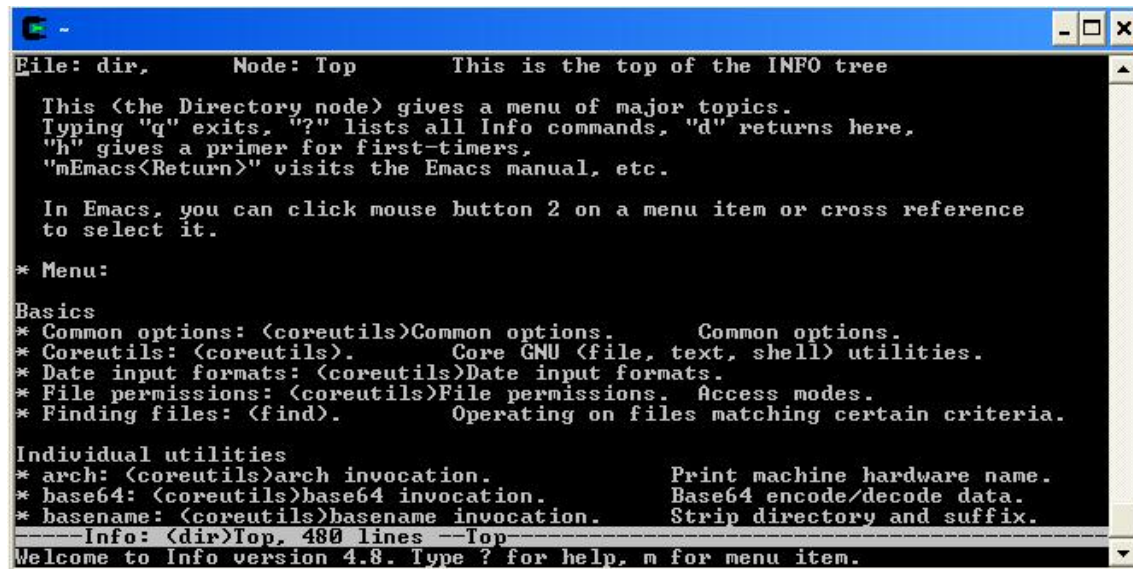 ~
File: dir,      Node: Top       This is the top of the INFO tree
  This (the Directory node) gives a menu of major topics.
  Typing "q" exits, "?" lists all Info commands, "d" returns here,
  "h" gives a primer for first-timers,
  "mEmacs<Return>" visits the Emacs manual, etc.
  In Emacs, you can click mouse button 2 on a menu item or cross reference
  to select it.
* Menu:
Basics
* Common options: (coreutils)Common options.      Common options.
* Coreutils: (coreutils).       Core GNU (file, text, shell) utilities.
* Date input formats: (coreutils)Date input formats.
* File permissions: (coreutils)File permissions.  Access modes.
* Finding files: (find).        Operating on files matching certain criteria.
Individual utilities
* arch: (coreutils)arch invocation.             Print machine hardware name.
* base64: (coreutils)base64 invocation.         Base64 encode/decode data.
* basename: (coreutils)basename invocation.     Strip directory and suffix.
-----Info: (dir)Top, 480 lines --Top--------------------------------------------
Welcome to Info version 4.8. Type ? for help, m for menu item.